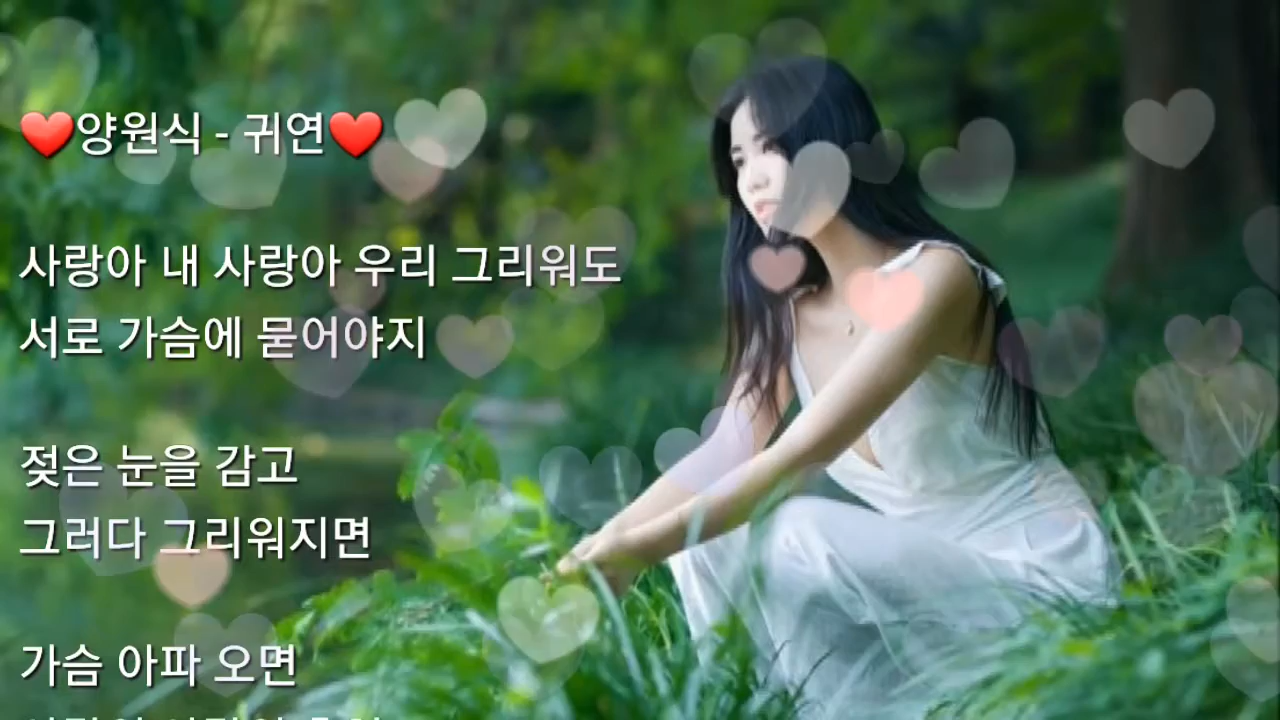 ❤️양원식 - 귀연❤️
사랑아 내 사랑아 우리 그리워도
서로 가슴에 묻어야지
젖은 눈을 감고
그러다 그리워지면
가슴 아파 오면